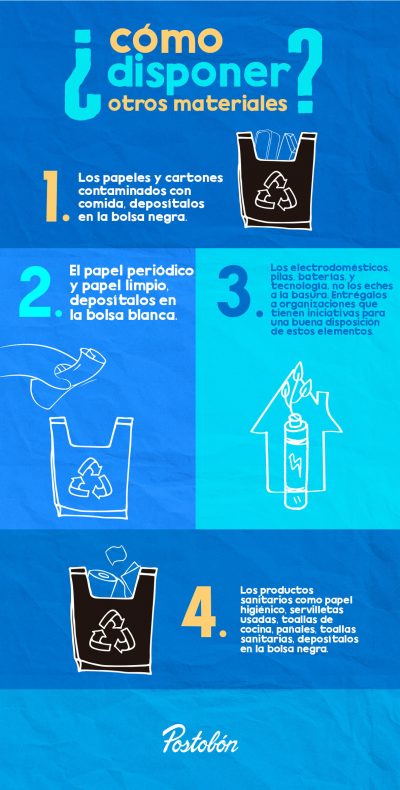 ¿cómo
disponer
otros materiales?
1.
Los papeles y cartones
contaminados con
comida, deposítalos
en la bolsa negra.
2.
El papel periódico
y papel limpio,
deposítalos en
la bolsa blanca.
3.
Los electrodomésticos,
pilas, baterías, y
tecnología, no los eches
a la basura. Entrégalos
a organizaciones que
tienen iniciativas para
una buena disposición
de estos elementos.
4.
Los productos
sanitarios como papel
higiénico, servilletas
usadas, toallas de
cocina, pañales, toallas
sanitarias, deposítalos
en la bolsa negra.
Postobón